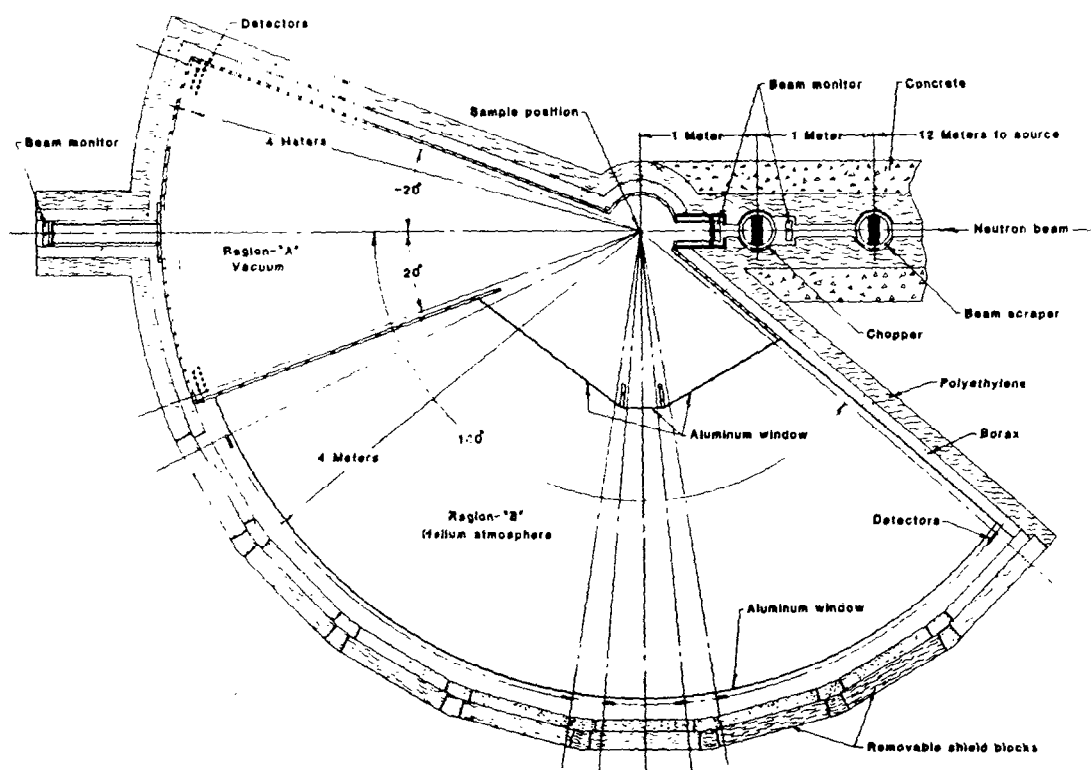 Detectors
Beam monitor
Concrete
Sample position
1 Meter
1 Meter
12 Meters to source
Beam monitor
4 Meters
~20°
Neutron beam
Region-"A"
Vacuum
20°
Beam scraper
Chopper
Polyethylene
Aluminum window
Borax
4 Meters
Region-"B"
Helium atmosphere
Detectors
Aluminum window
Removable shield blocks